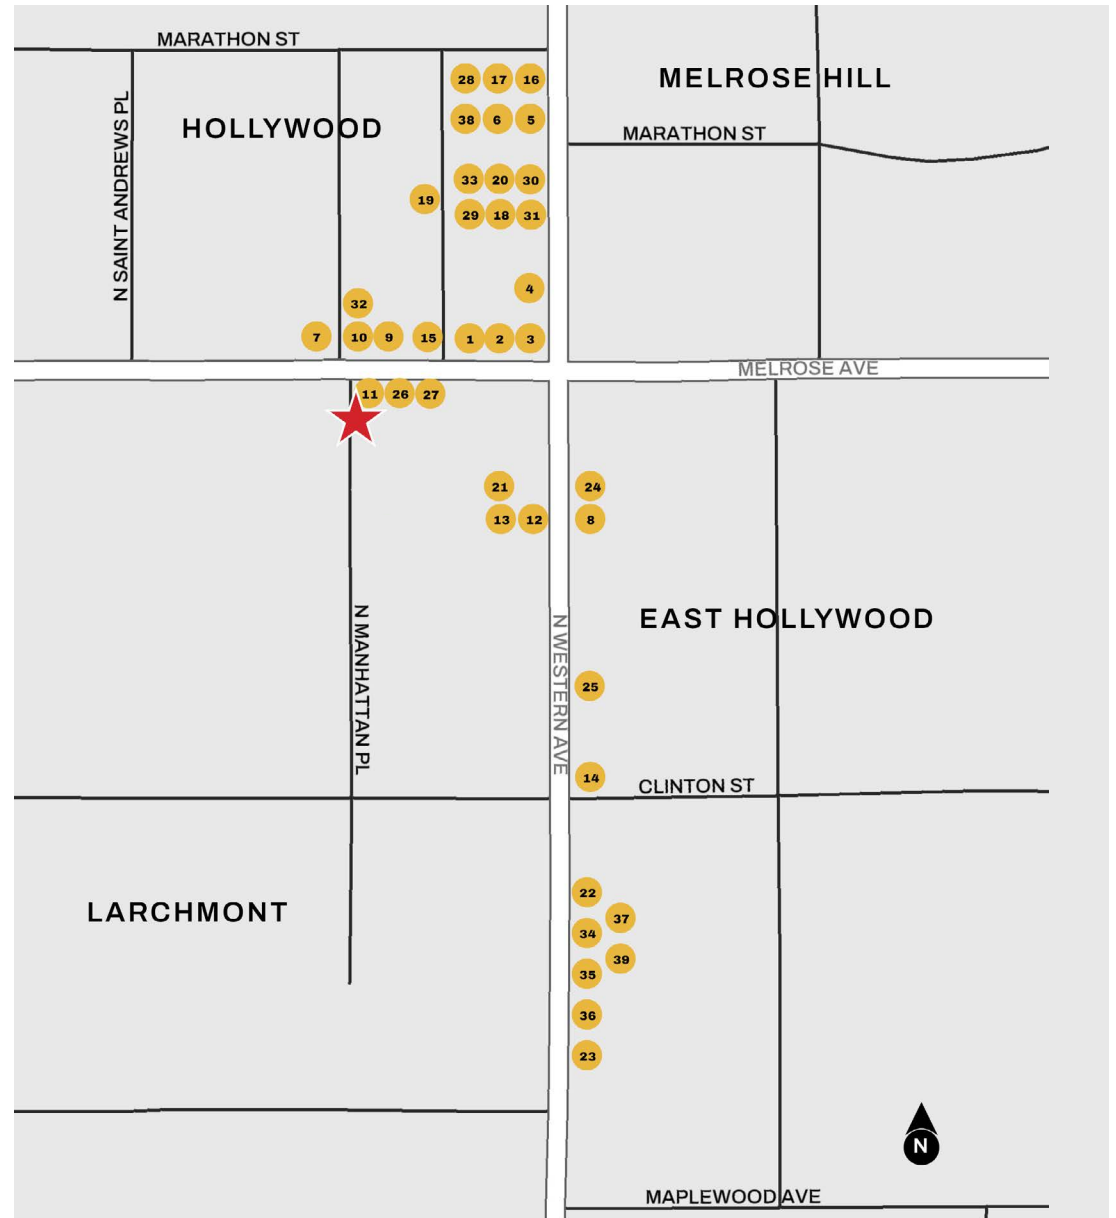 MARATHON ST
MELROSE HILL
28 17 16
N SAINT ANDREWS PL
HOLLYWOOD
38 6 5
MARATHON ST
33 20 30
19
29 18 31
4
32
7 10 9 15 1 2 3
MELROSE AVE
11 26 27
21 24
13 12 8
N MANHATTAN PL
N WESTERN AVE
EAST HOLLYWOOD
25
14
CLINTON ST
22
LARCHMONT
37
34
39
35
36
23
N
MAPLEWOOD AVE